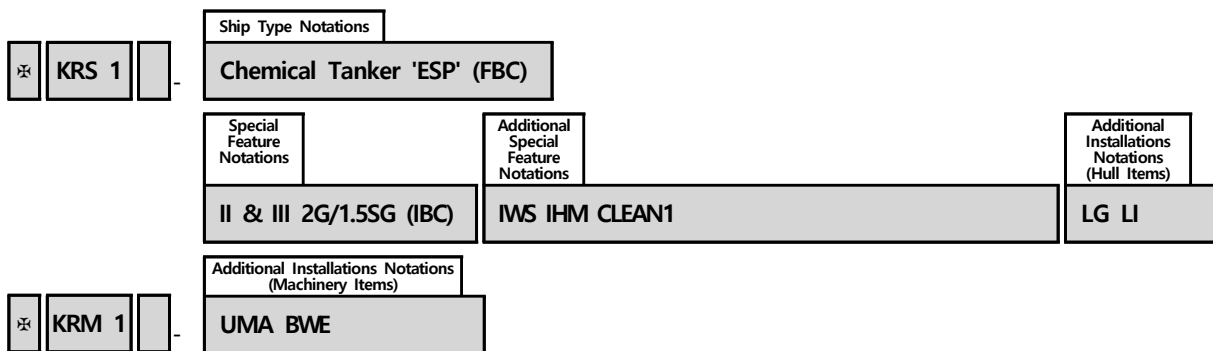 Ship Type Notations
✠ KRS 1 - Chemical Tanker 'ESP' (FBC)
Special
Feature
Notations
Additional
Special
Feature
Notations
Additional
Installations
Notations
(Hull Items)
II & III 2G/1.5SG (IBC) IWS IHM CLEAN1 LG LI
Additional Installations Notations
(Machinery Items)
✠ KRM 1 - UMA BWE